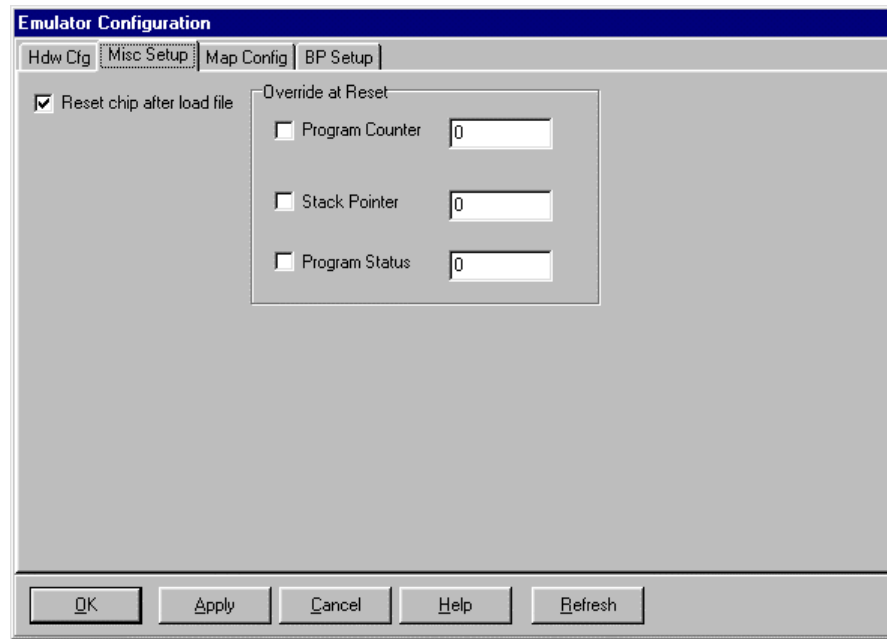 Emulator Configuration
Hdw Cfg Misc Setup Map Config BP Setup
Reset chip after load file
Override at Reset
Program Counter 0
Stack Pointer 0
Program Status 0
OK Apply Cancel Help Refresh